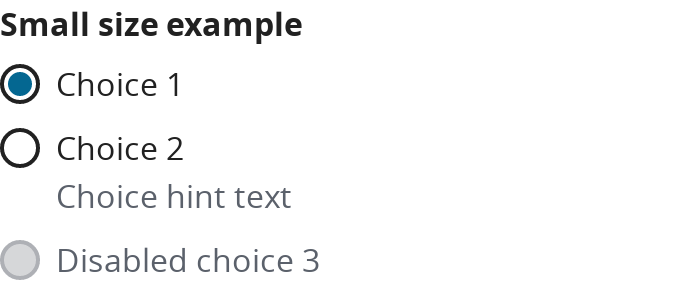 Small size example
Choice 1
Choice 2
Choice hint text
Disabled choice 3